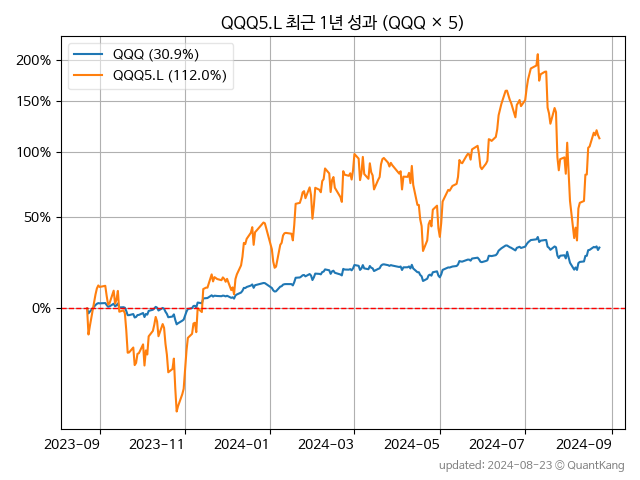 QQQ5.L 최근 1년 성과 (QQQ × 5)
QQQ (30.9%)
QQQ5.L (112.0%)
200%
150%
100%
50%
0%
2023-09 2023-11 2024-01 2024-03 2024-05 2024-07 2024-09
updated: 2024-08-23 © QuantKang